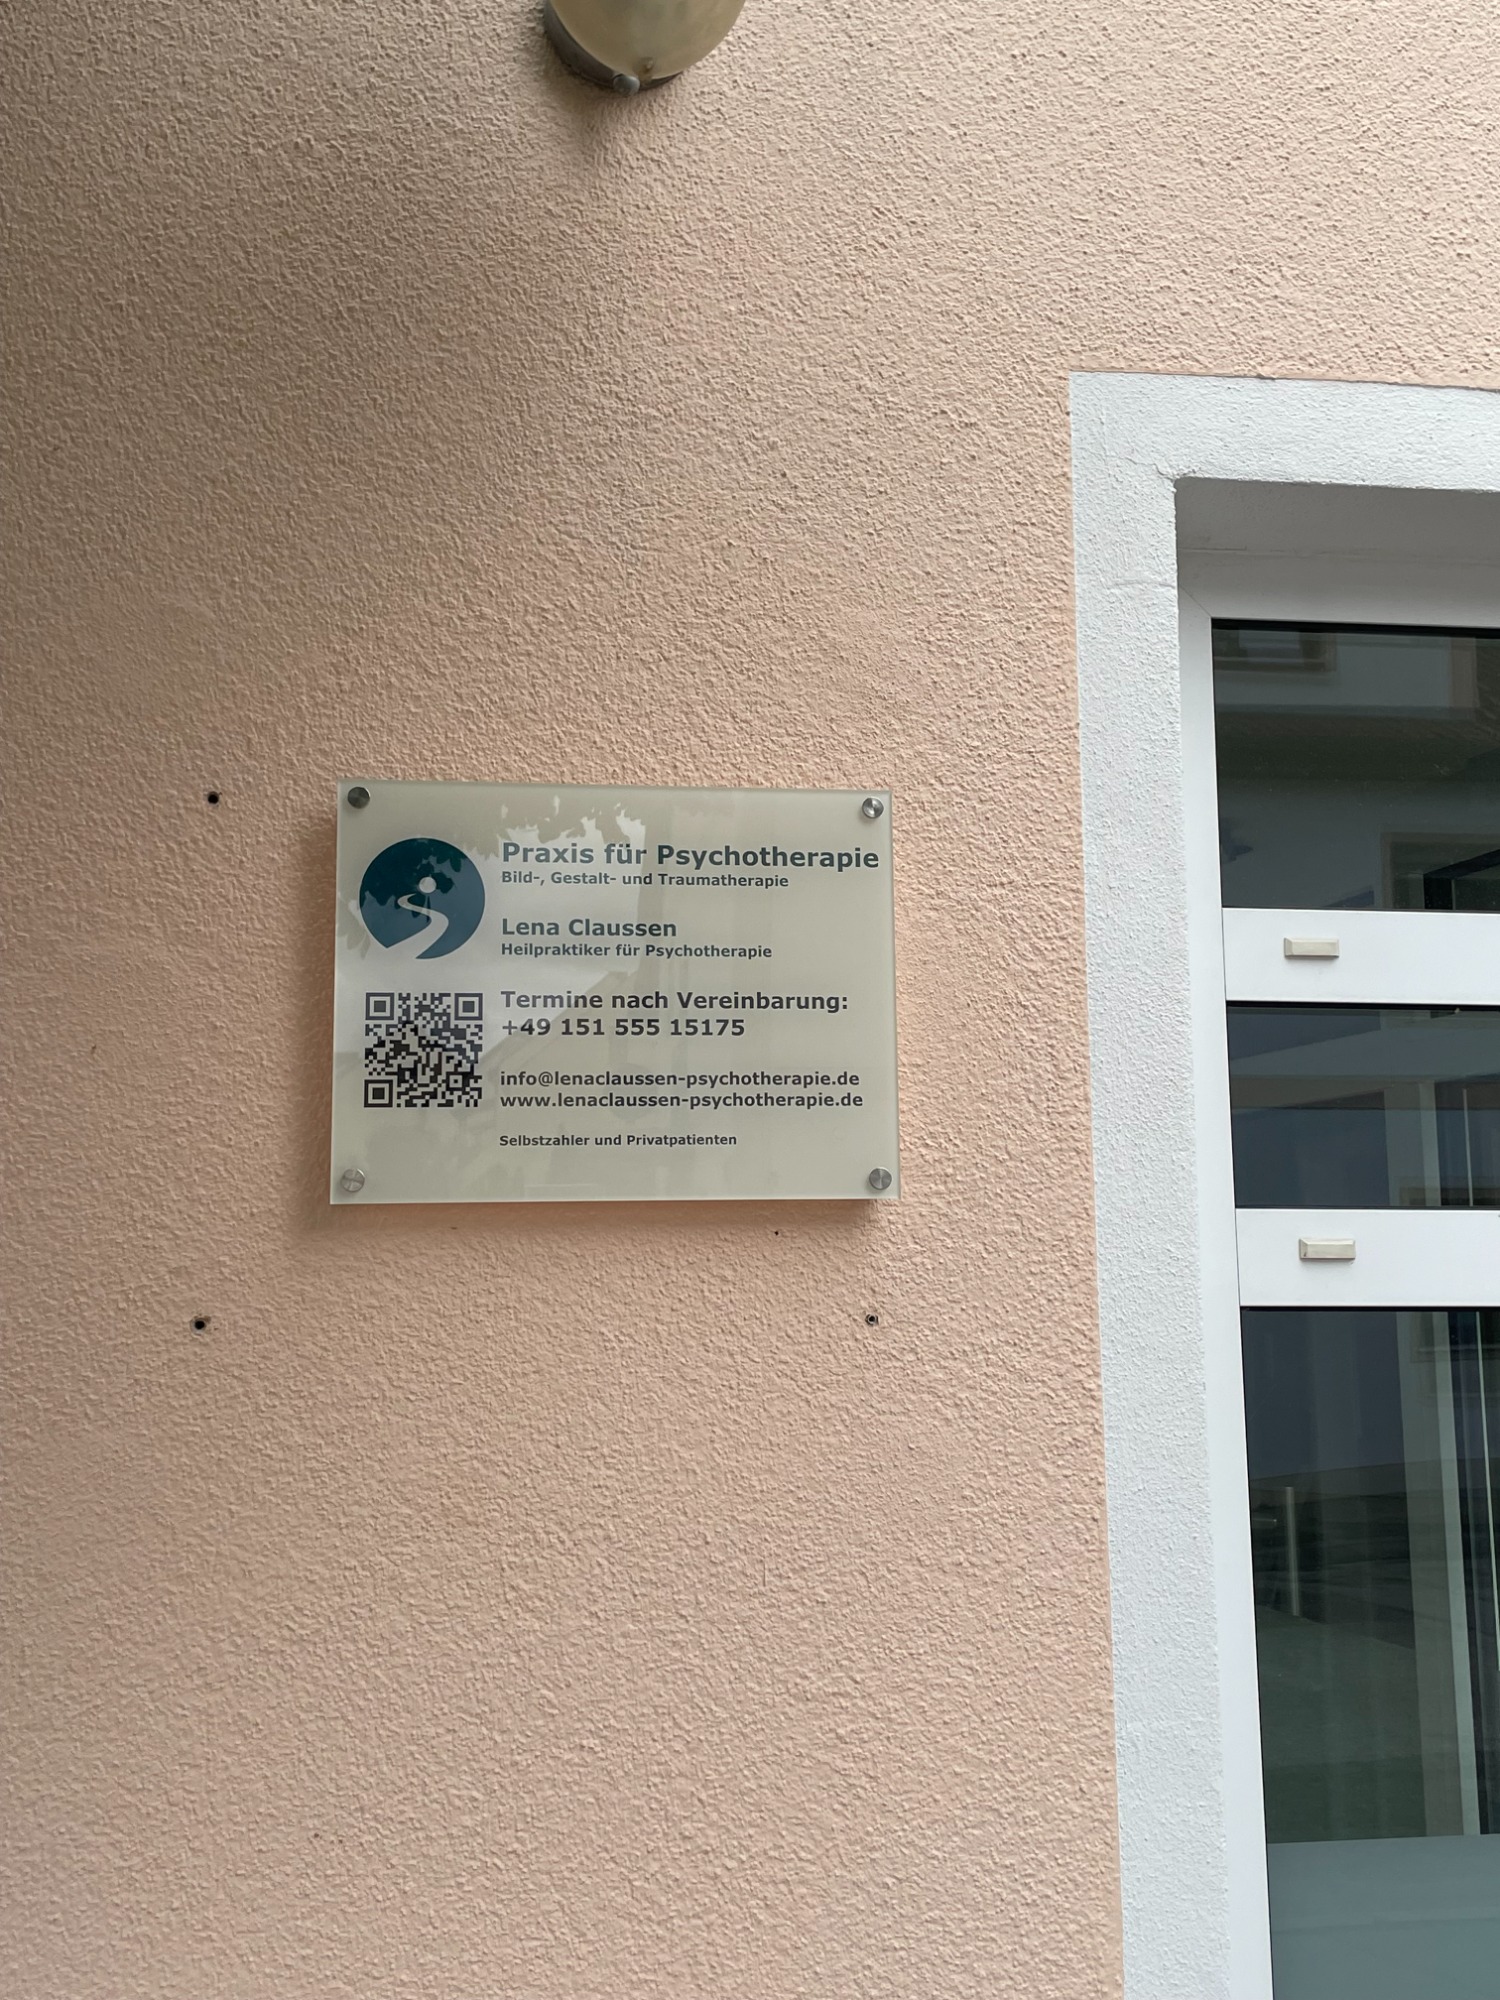 Praxis für Psychotherapie
Bild-, Gestalt- und Traumatherapie
Lena Claussen
Heilpraktiker für Psychotherapie
Termine nach Vereinbarung:
+49 151 555 15175
info@lenaclaussen-psychotherapie.de
www.lenaclaussen-psychotherapie.de
Selbstzahler und Privatpatienten